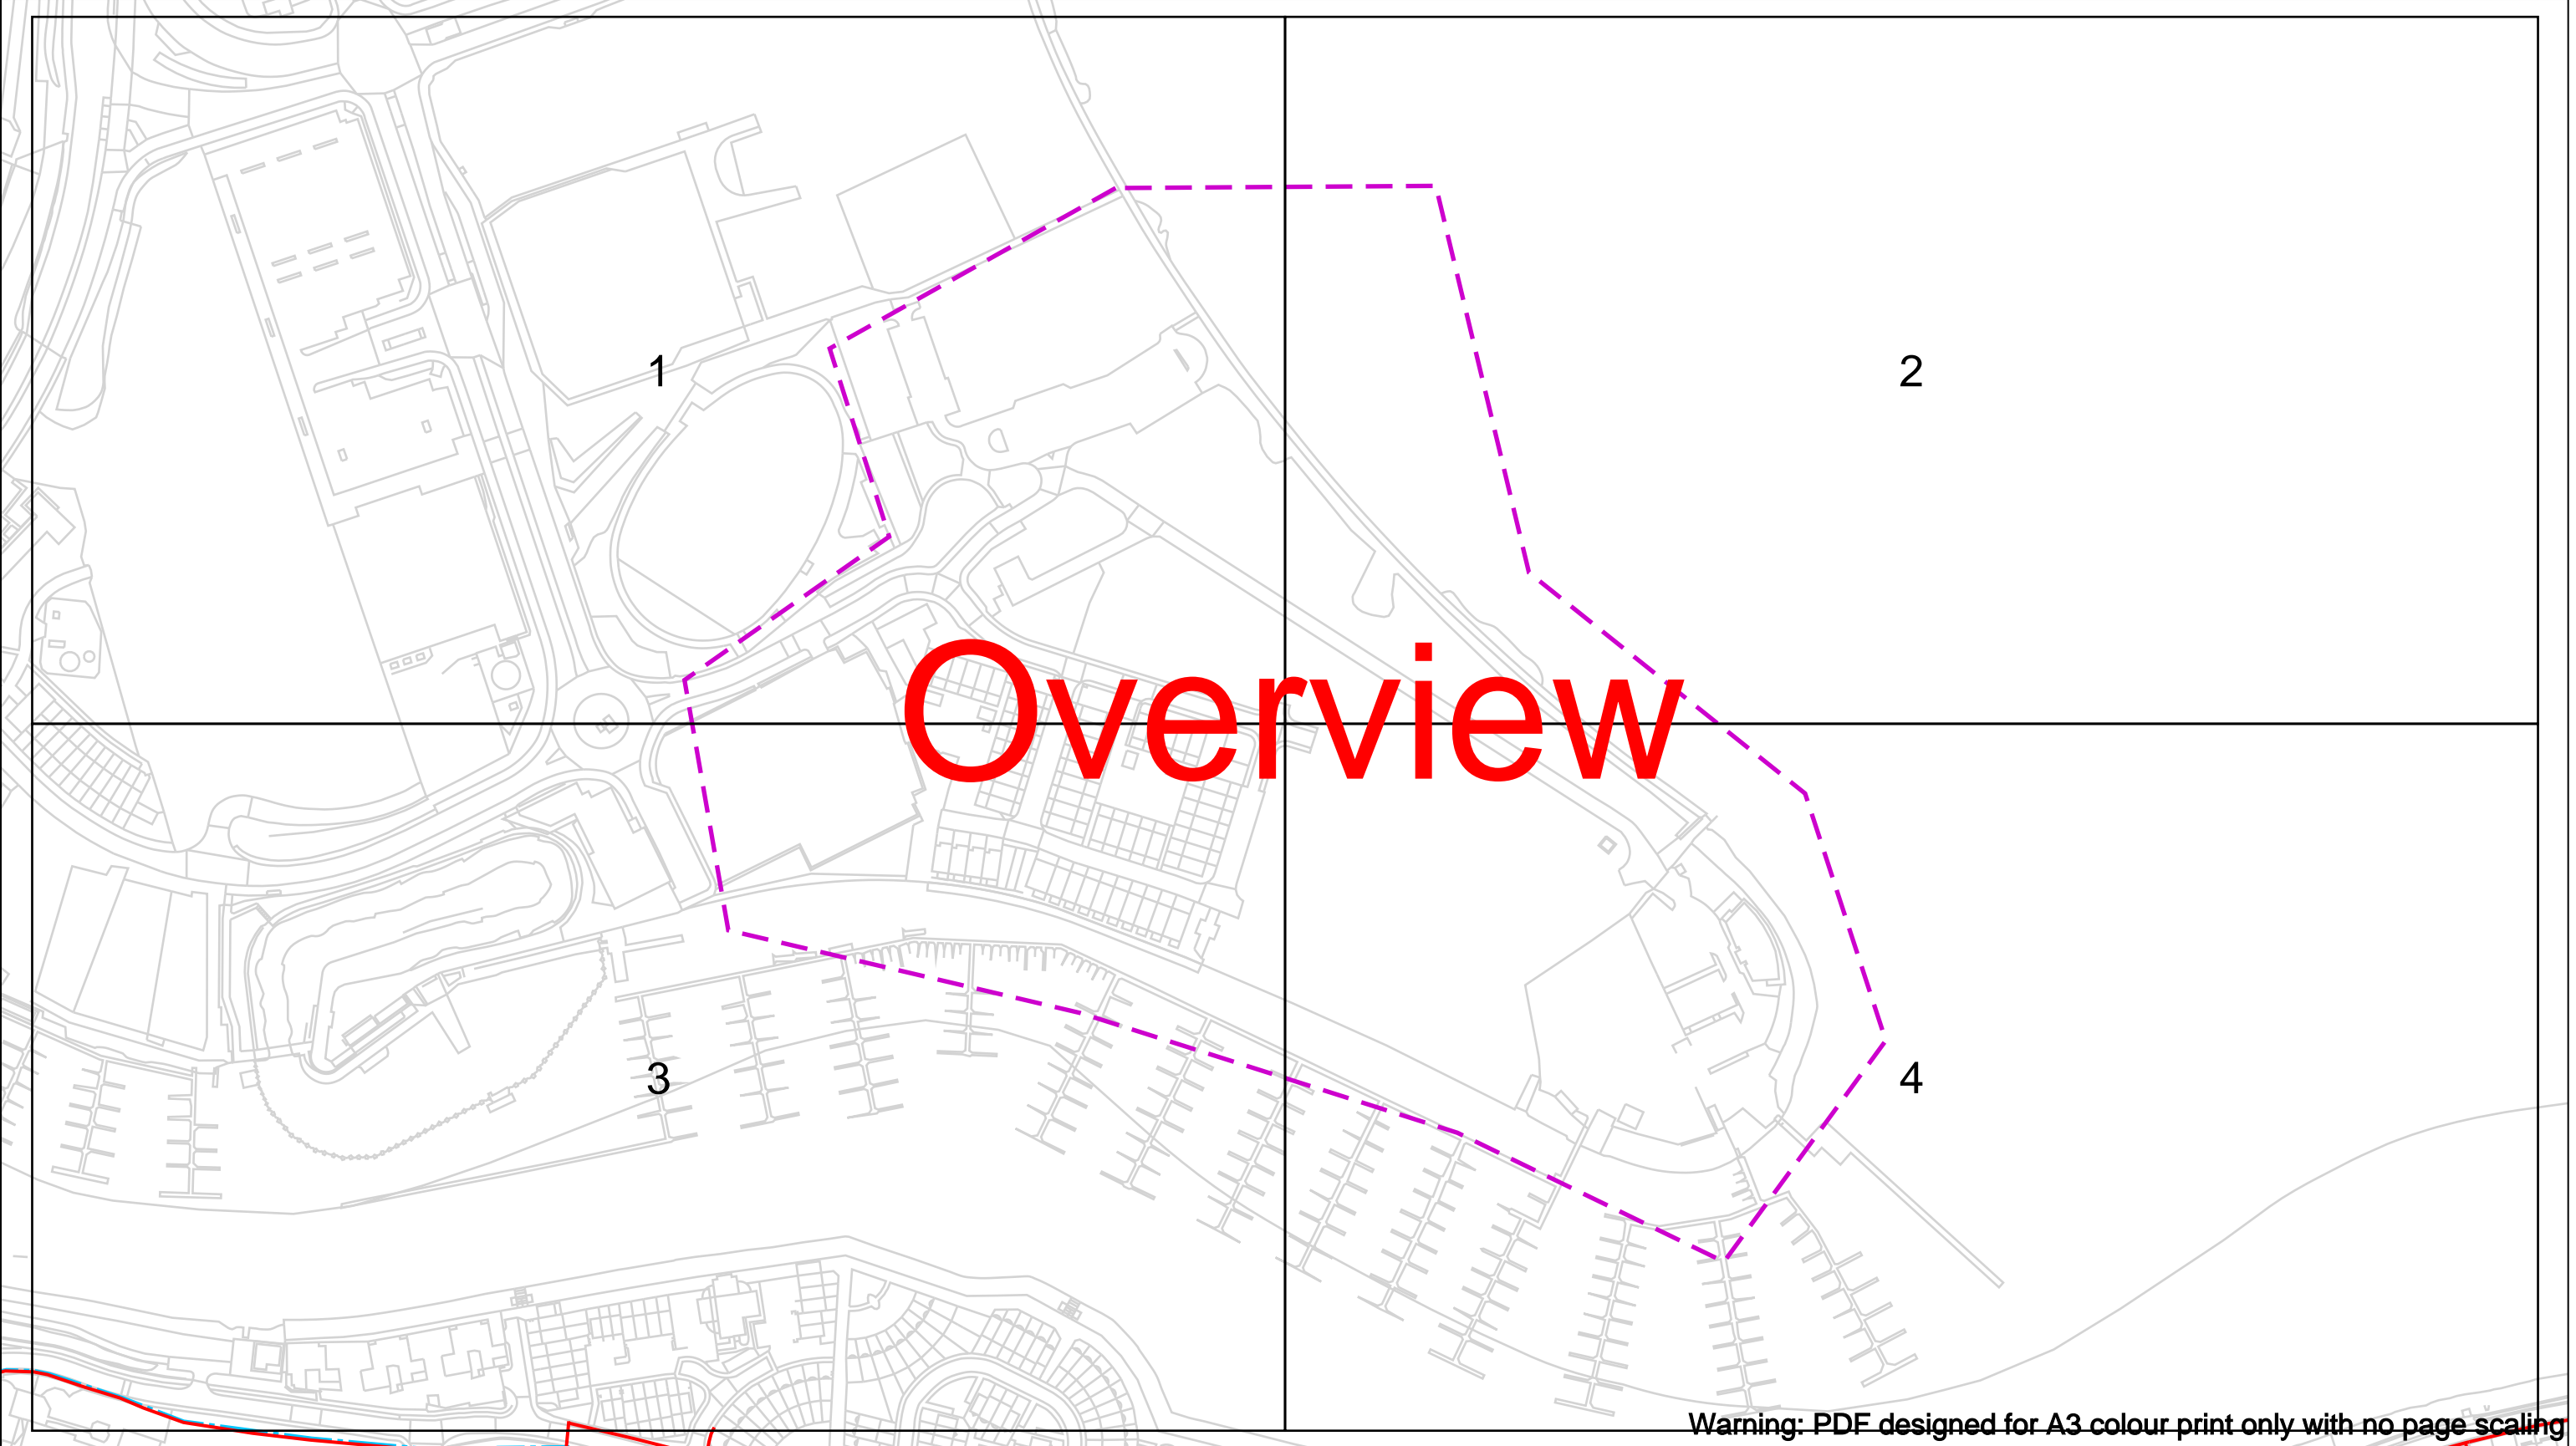 1
2
Overview
3
4
Warning: PDF designed for A3 colour print only with no page scaling